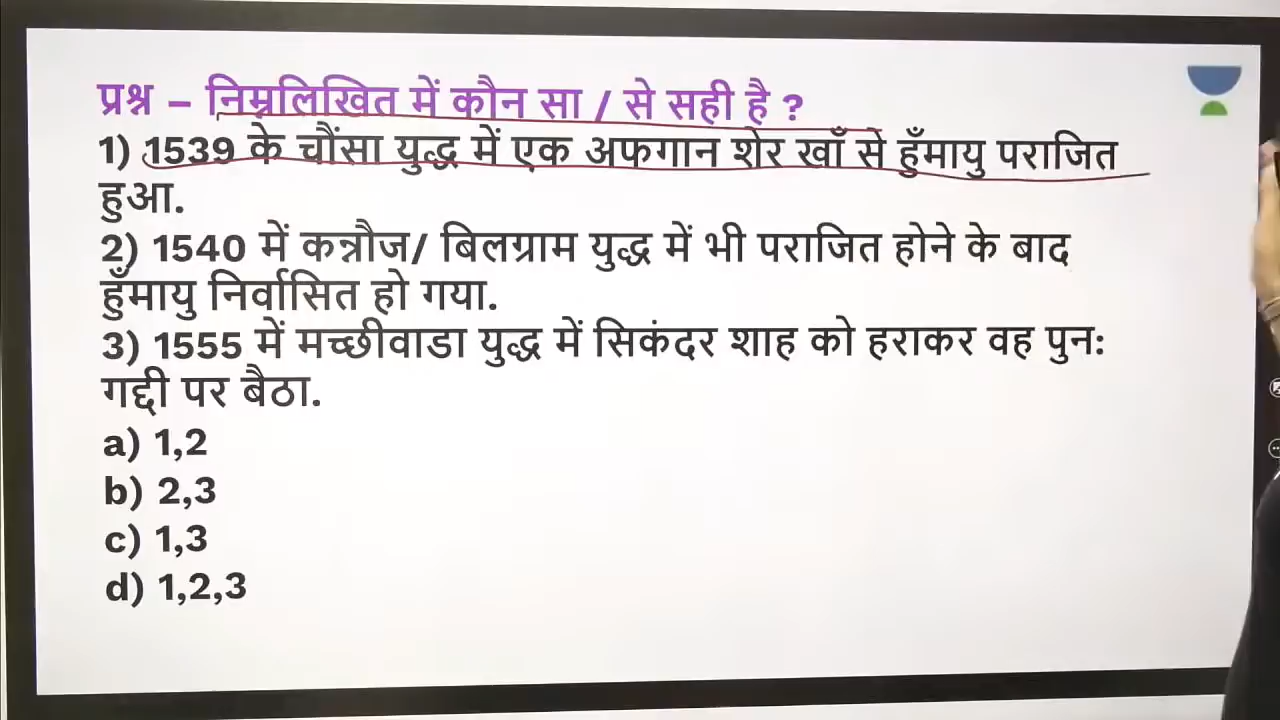 प्रश्न – निम्नलिखित में कौन सा / से सही है ?
1) 1539 के चौंसा युद्ध में एक अफगान शेर खाँ से हुँमायु पराजित
हुआ.
2) 1540 में कन्नौज/ बिलग्राम युद्ध में भी पराजित होने के बाद
हुँमायु निर्वासित हो गया.
3) 1555 में मच्छीवाडा युद्ध में सिकंदर शाह को हराकर वह पुन:
गद्दी पर बैठा.
a) 1,2
b) 2,3
c) 1,3
d) 1,2,3